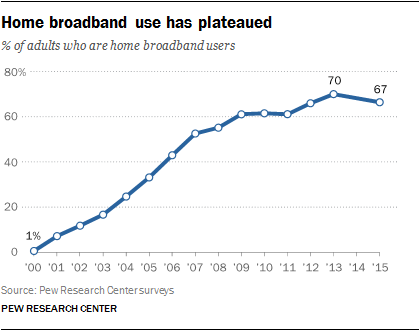 Home broadband use has plateaued
% of adults who are home broadband users
80%
70
67
60
40
20
1%
0
'00 '01 '02 '03 '04 '05 '06 '07 '08 '09 '10 '11 '12 '13 '14 '15
Source: Pew Research Center surveys
PEW RESEARCH CENTER